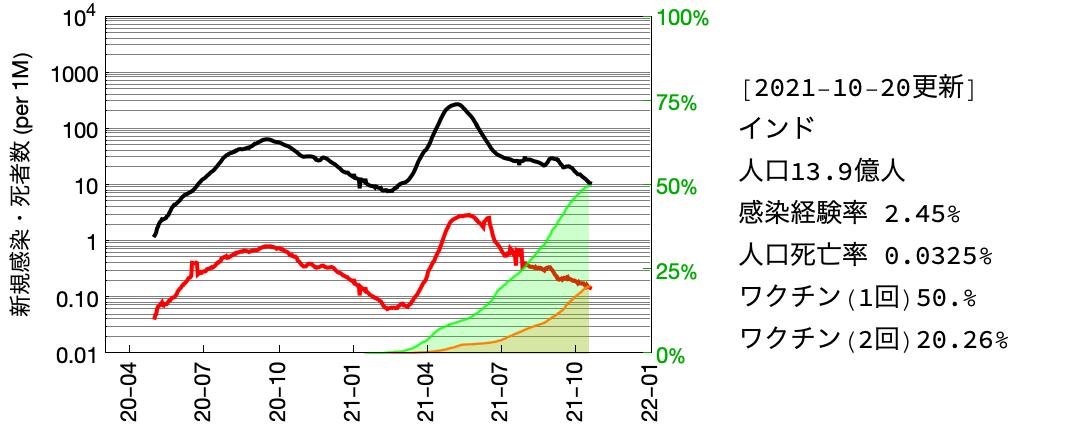 新規感染・死者数 (per 1M)
10^4
1000
100
10
1
0.10
0.01
100%
75%
50%
25%
0%
20-04
20-07
20-10
21-01
21-04
21-07
21-10
22-01
[2021-10-20更新]
インド
人口13.9億人
感染経験率 2.45%
人口死亡率 0.0325%
ワクチン(1回)50.%
ワクチン(2回)20.26%